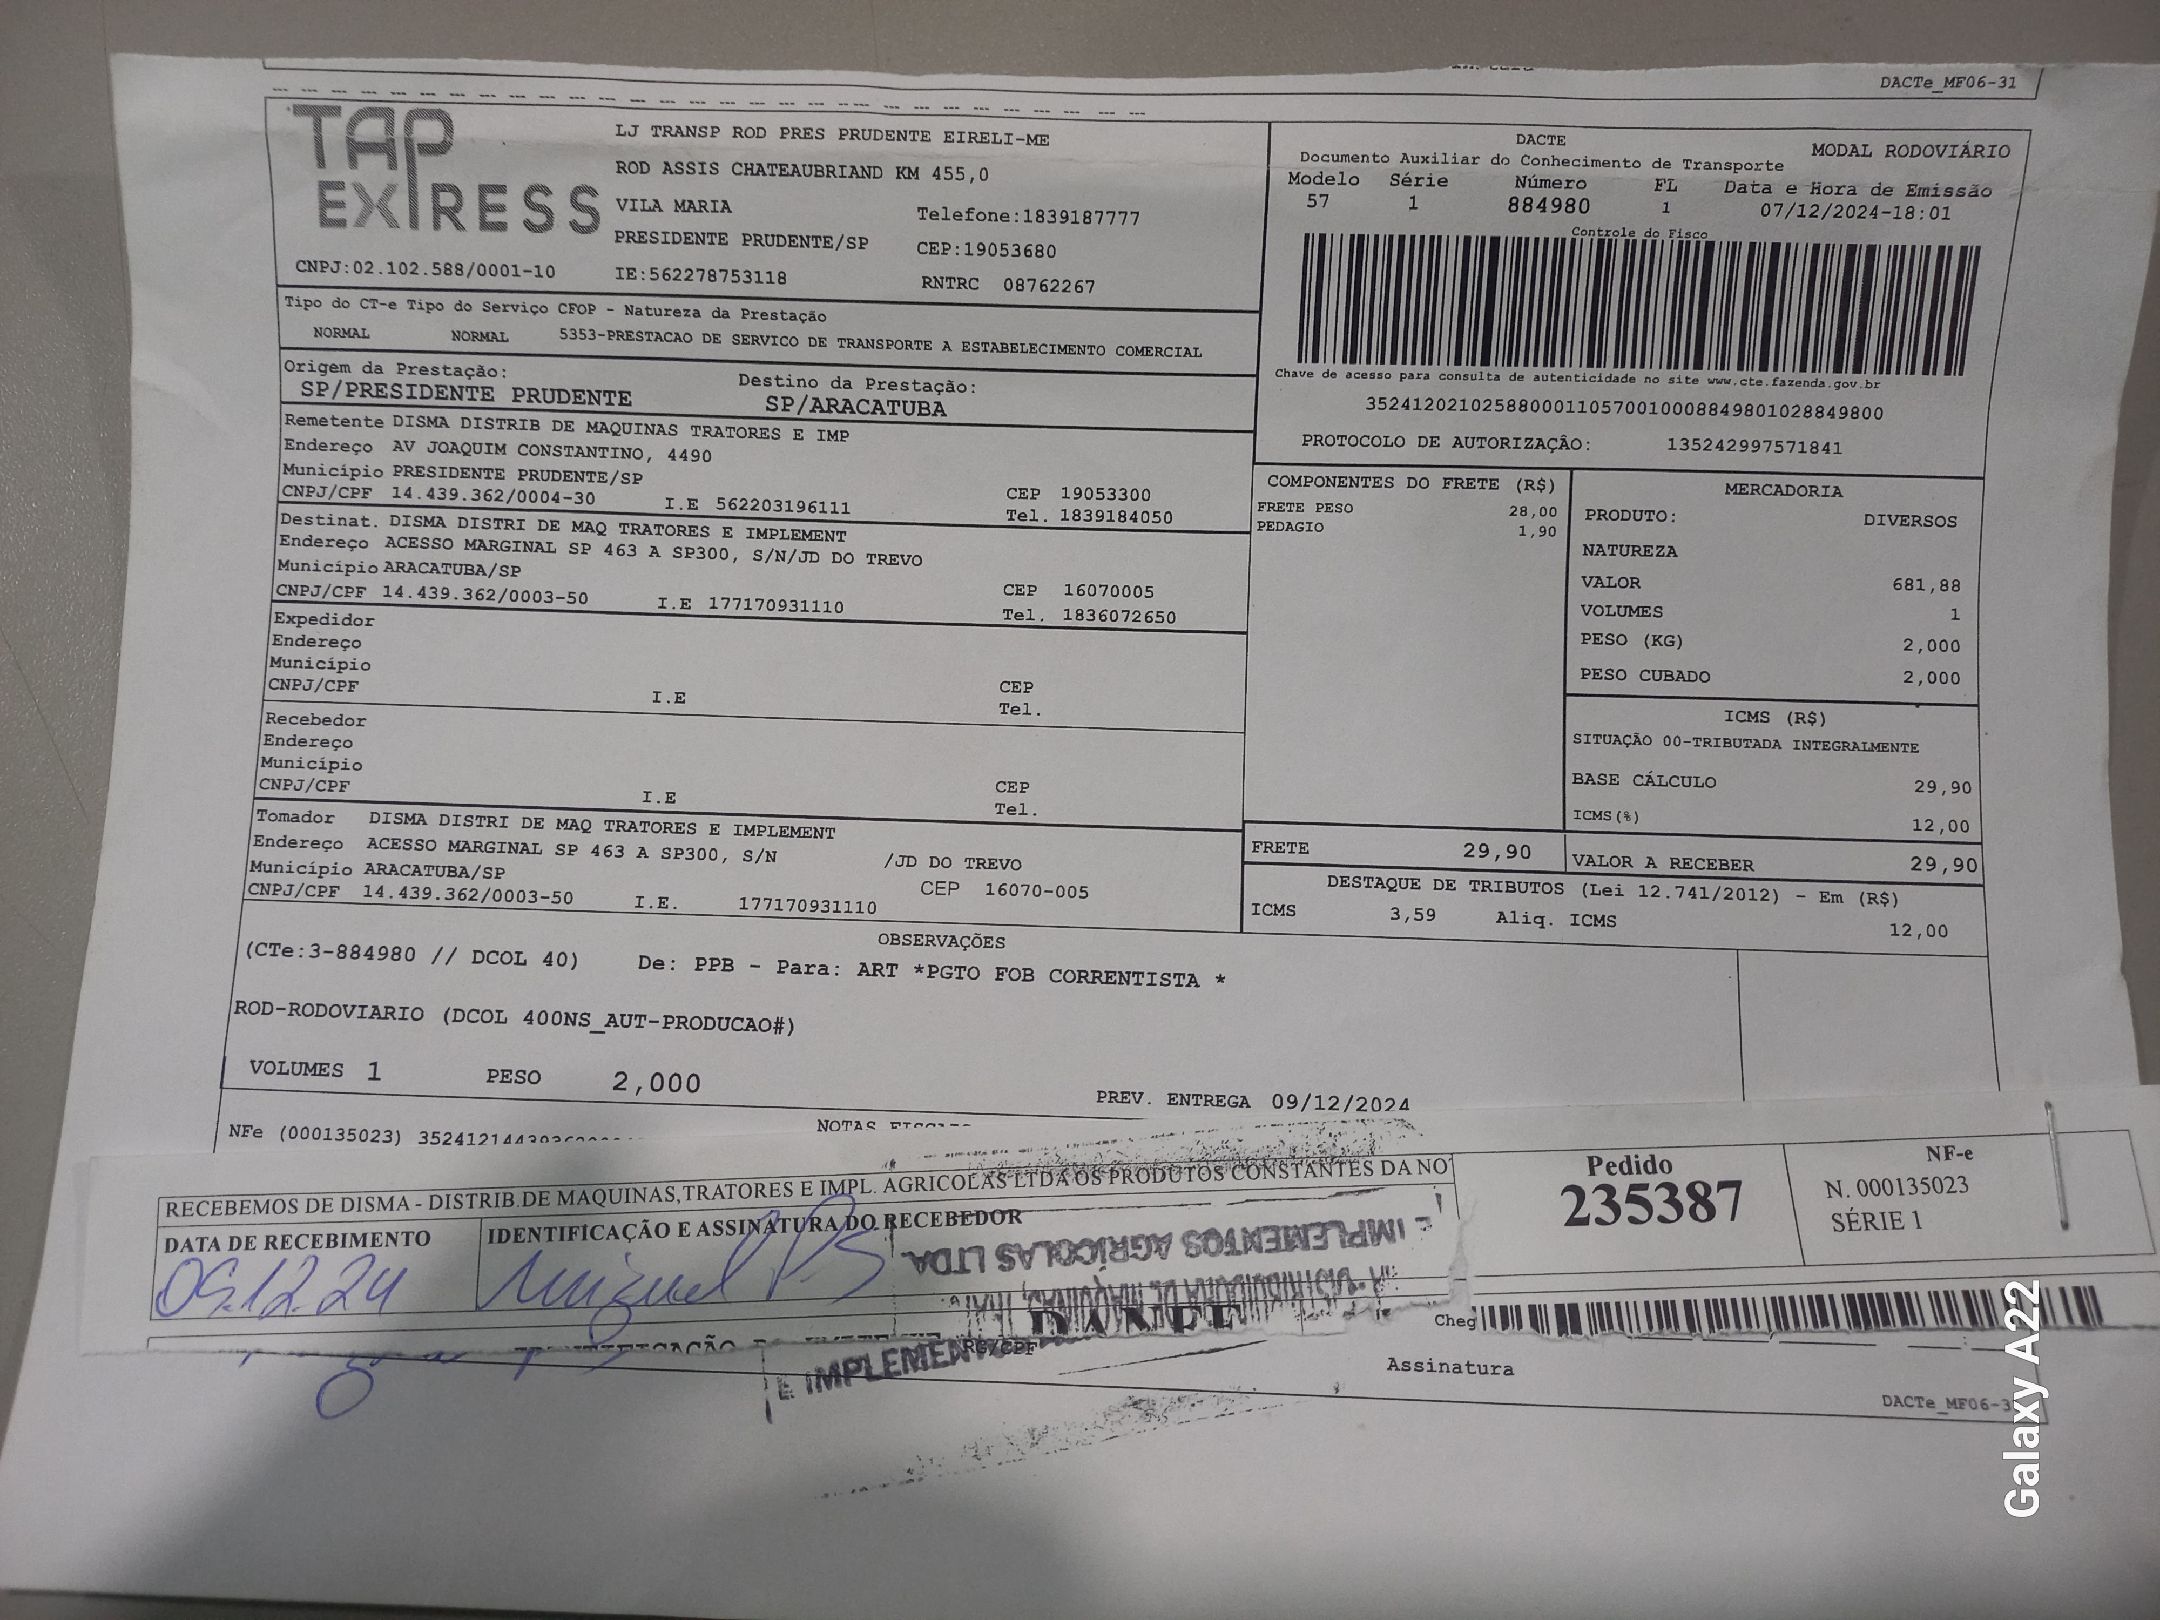 DACTe_MF06-31
TAP EXPRESS
LJ TRANSP ROD PRES PRUDENTE EIRELI-ME
ROD ASSIS CHATEAUBRIAND KM 455,0
VILA MARIA Telefone:1839187777
PRESIDENTE PRUDENTE/SP CEP:19053680
CNPJ:02.102.588/0001-10 IE:562278753118 RNTRC 08762267
DACTE MODAL RODOVIÁRIO
Documento Auxiliar do Conhecimento de Transporte
Modelo Série Número FL Data e Hora de Emissão
57 1 884980 1 07/12/2024-18:01
Controle do Fisco
Chave de acesso para consulta de autenticidade no site www.cte.fazenda.gov.br
35241202102588000110570010008849801028849800
PROTOCOLO DE AUTORIZAÇÃO: 135242997571841
Tipo do CT-e Tipo do Serviço CFOP - Natureza da Prestação
NORMAL NORMAL 5353-PRESTACAO DE SERVICO DE TRANSPORTE A ESTABELECIMENTO COMERCIAL
Origem da Prestação: Destino da Prestação:
SP/PRESIDENTE PRUDENTE SP/ARACATUBA
Remetente DISMA DISTRIB DE MAQUINAS TRATORES E IMP
Endereço AV JOAQUIM CONSTANTINO, 4490
Município PRESIDENTE PRUDENTE/SP CEP 19053300
CNPJ/CPF 14.439.362/0004-30 I.E 562203196111 Tel. 1839184050
Destinat. DISMA DISTRI DE MAQ TRATORES E IMPLEMENT
Endereço ACESSO MARGINAL SP 463 A SP300, S/N/JD DO TREVO
Município ARACATUBA/SP CEP 16070005
CNPJ/CPF 14.439.362/0003-50 I.E 177170931110 Tel. 1836072650
Expedidor
Endereço
Município CEP
CNPJ/CPF I.E Tel.
Recebedor
Endereço
Município CEP
CNPJ/CPF I.E Tel.
Tomador DISMA DISTRI DE MAQ TRATORES E IMPLEMENT
Endereço ACESSO MARGINAL SP 463 A SP300, S/N /JD DO TREVO
Município ARACATUBA/SP CEP 16070-005
CNPJ/CPF 14.439.362/0003-50 I.E. 177170931110
COMPONENTES DO FRETE (R$)
FRETE PESO 28,00
PEDAGIO 1,90
MERCADORIA
PRODUTO: DIVERSOS
NATUREZA
VALOR 681,88
VOLUMES 1
PESO (KG) 2,000
PESO CUBADO 2,000
ICMS (R$)
SITUAÇÃO 00-TRIBUTADA INTEGRALMENTE
BASE CÁLCULO 29,90
ICMS(%) 12,00
FRETE 29,90 VALOR A RECEBER 29,90
DESTAQUE DE TRIBUTOS (Lei 12.741/2012) - Em (R$)
ICMS 3,59 Aliq. ICMS 12,00
OBSERVAÇÕES
(CTe:3-884980 // DCOL 40) De: PPB - Para: ART *PGTO FOB CORRENTISTA *
ROD-RODOVIARIO (DCOL 400NS_AUT-PRODUCAO#)
VOLUMES 1 PESO 2,000 PREV. ENTREGA 09/12/2024
NOTAS
NFe (000135023)
RECEBEMOS DE DISMA - DISTRIB.DE MAQUINAS,TRATORES E IMPL. AGRICOLAS LTDA OS PRODUTOS CONSTANTES DA NO
DATA DE RECEBIMENTO IDENTIFICAÇÃO E ASSINATURA DO RECEBEDOR
09.12.24 Miguel
E IMPLEMENTOS AGRÍCOLAS LTDA
Pedido
235387
NF-e
N. 000135023
SÉRIE 1
Cheg
RG/CPF
E IMPLEMEN
Assinatura
DACTe_MF06-3
Galaxy A22